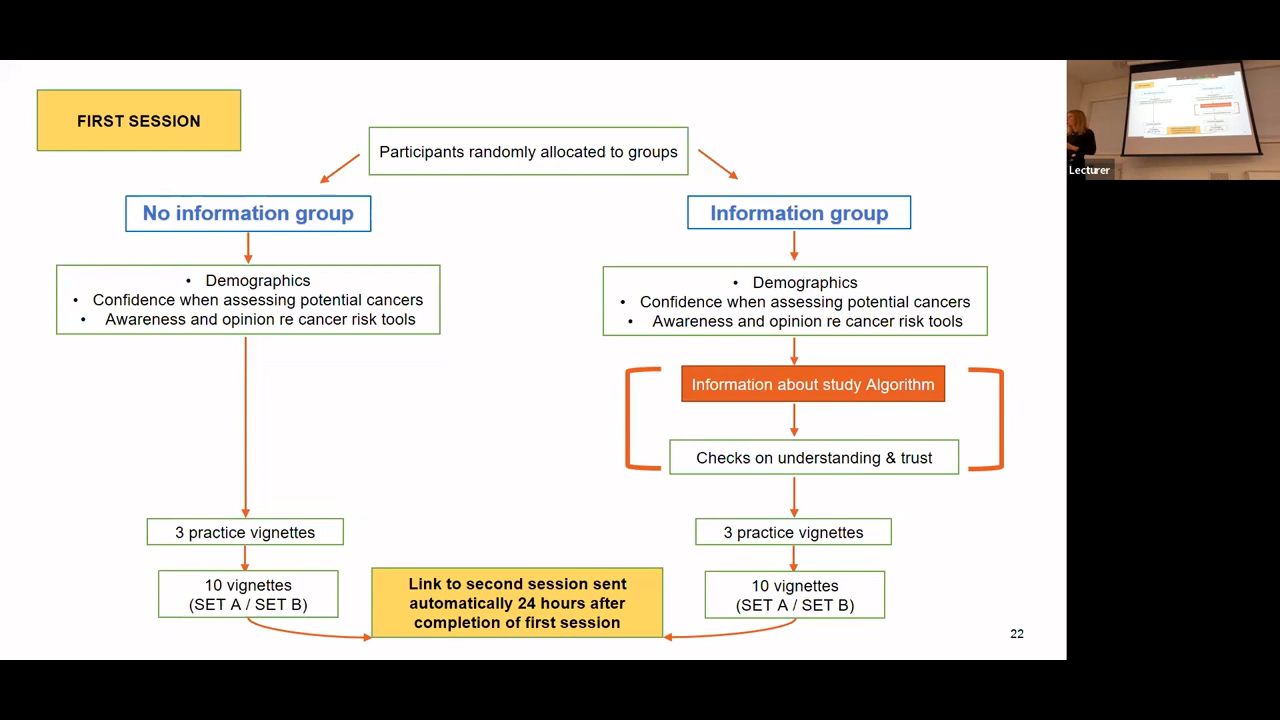 FIRST SESSION
Participants randomly allocated to groups
No information group
• Demographics
• Confidence when assessing potential cancers
• Awareness and opinion re cancer risk tools
3 practice vignettes
10 vignettes
(SET A / SET B)
Information group
• Demographics
• Confidence when assessing potential cancers
• Awareness and opinion re cancer risk tools
Information about study Algorithm
Checks on understanding & trust
3 practice vignettes
10 vignettes
(SET A / SET B)
Link to second session sent
automatically 24 hours after
completion of first session
22
Lecturer